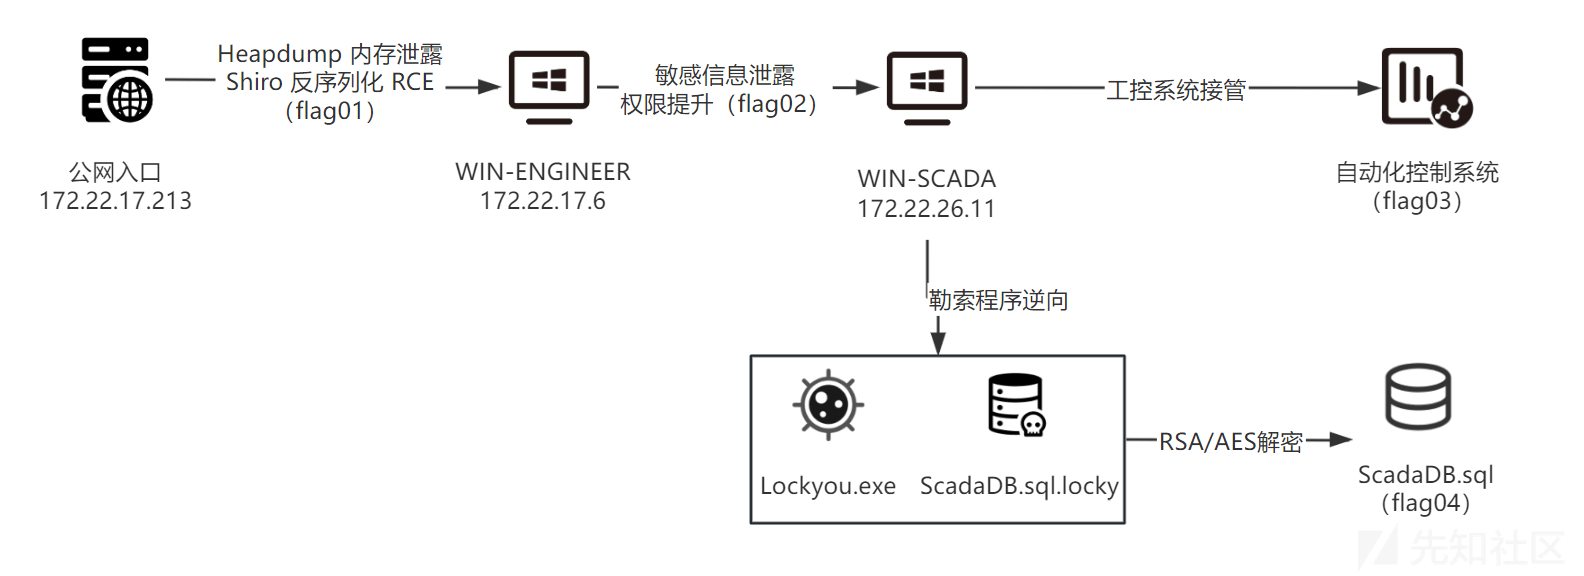 Heapdump 内存泄露
Shiro 反序列化 RCE
（flag01）
敏感信息泄露
权限提升（flag02）
工控系统接管
公网入口
172.22.17.213
WIN-ENGINEER
172.22.17.6
WIN-SCADA
172.22.26.11
自动化控制系统
（flag03）
勒索程序逆向
Lockyou.exe
ScadaDB.sql.locky
RSA/AES解密
ScadaDB.sql
（flag04）
先知社区